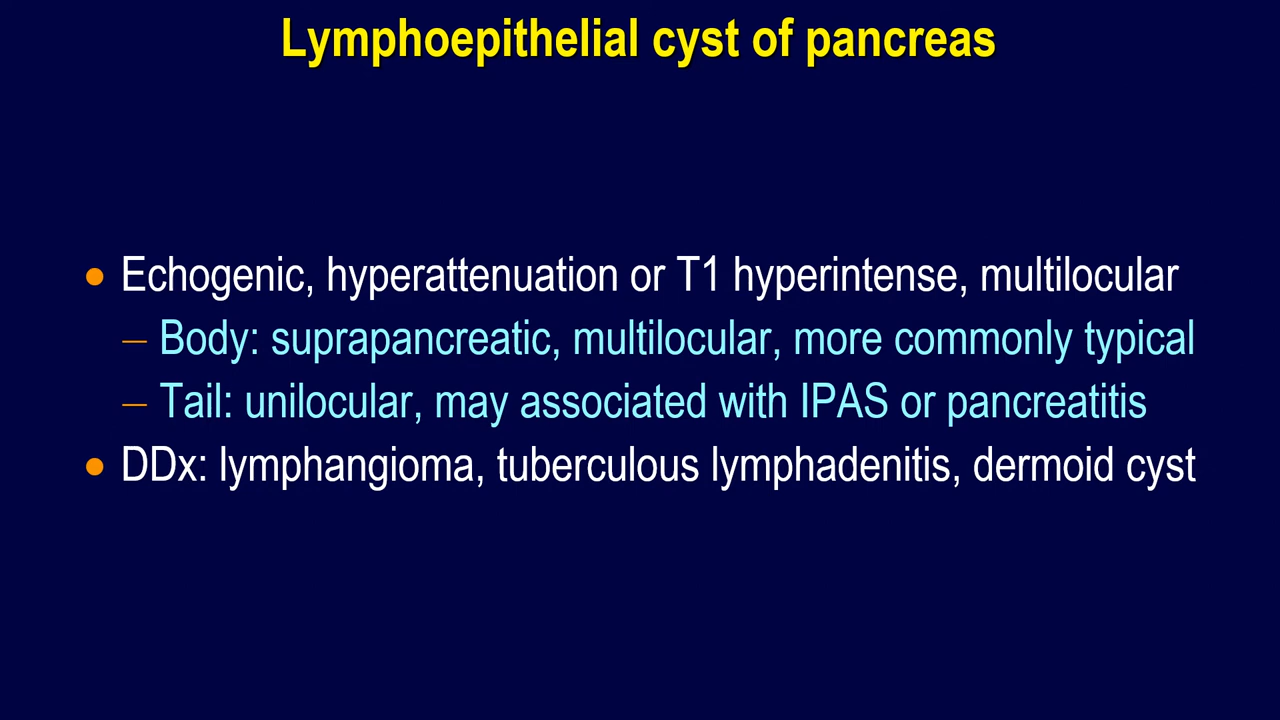 Lymphoepithelial cyst of pancreas
• Echogenic, hyperattenuation or T1 hyperintense, multilocular
– Body: suprapancreatic, multilocular, more commonly typical
– Tail: unilocular, may associated with IPAS or pancreatitis
• DDx: lymphangioma, tuberculous lymphadenitis, dermoid cyst